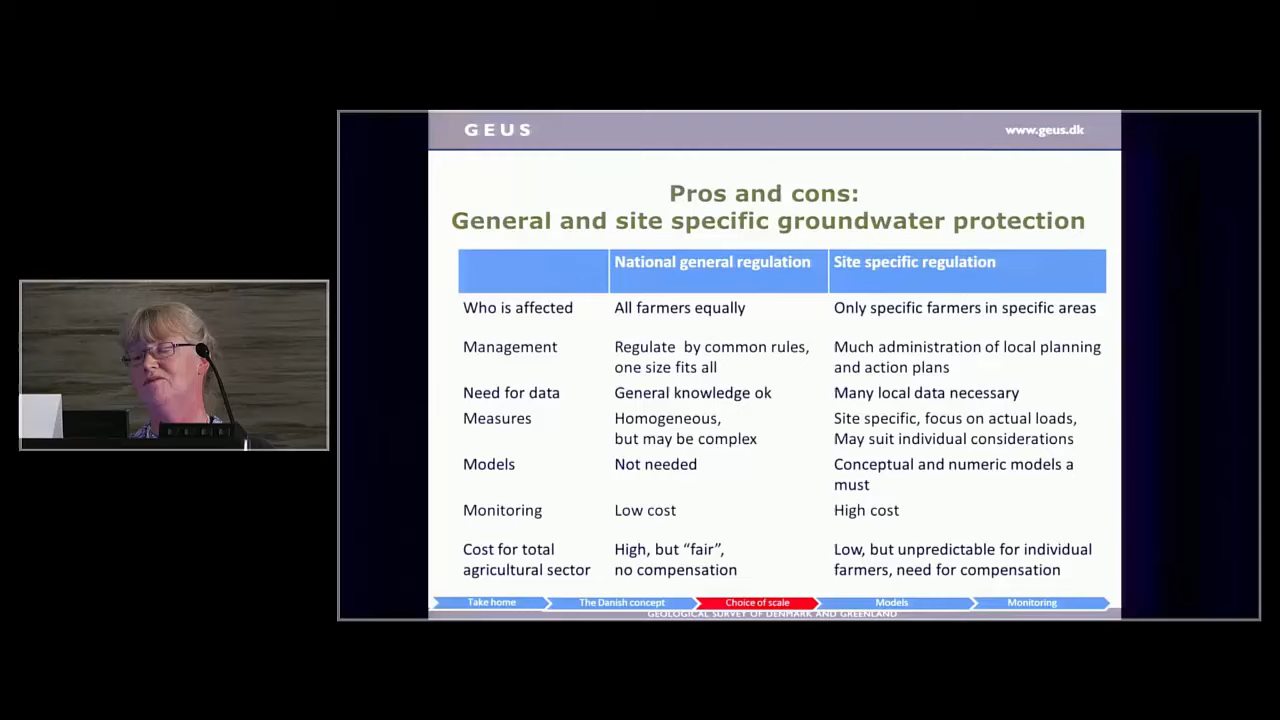 GEUS
www.geus.dk
Pros and cons:
General and site specific groundwater protection
National general regulation
Site specific regulation
Who is affected
All farmers equally
Only specific farmers in specific areas
Management
Regulate by common rules,
one size fits all
Much administration of local planning
and action plans
Need for data
General knowledge ok
Many local data necessary
Measures
Homogeneous,
but may be complex
Site specific, focus on actual loads,
May suit individual considerations
Models
Not needed
Conceptual and numeric models a
must
Monitoring
Low cost
High cost
Cost for total
agricultural sector
High, but “fair”,
no compensation
Low, but unpredictable for individual
farmers, need for compensation
Take home
The Danish concept
Choice of scale
Models
Monitoring
GEOLOGICAL SURVEY OF DENMARK AND GREENLAND